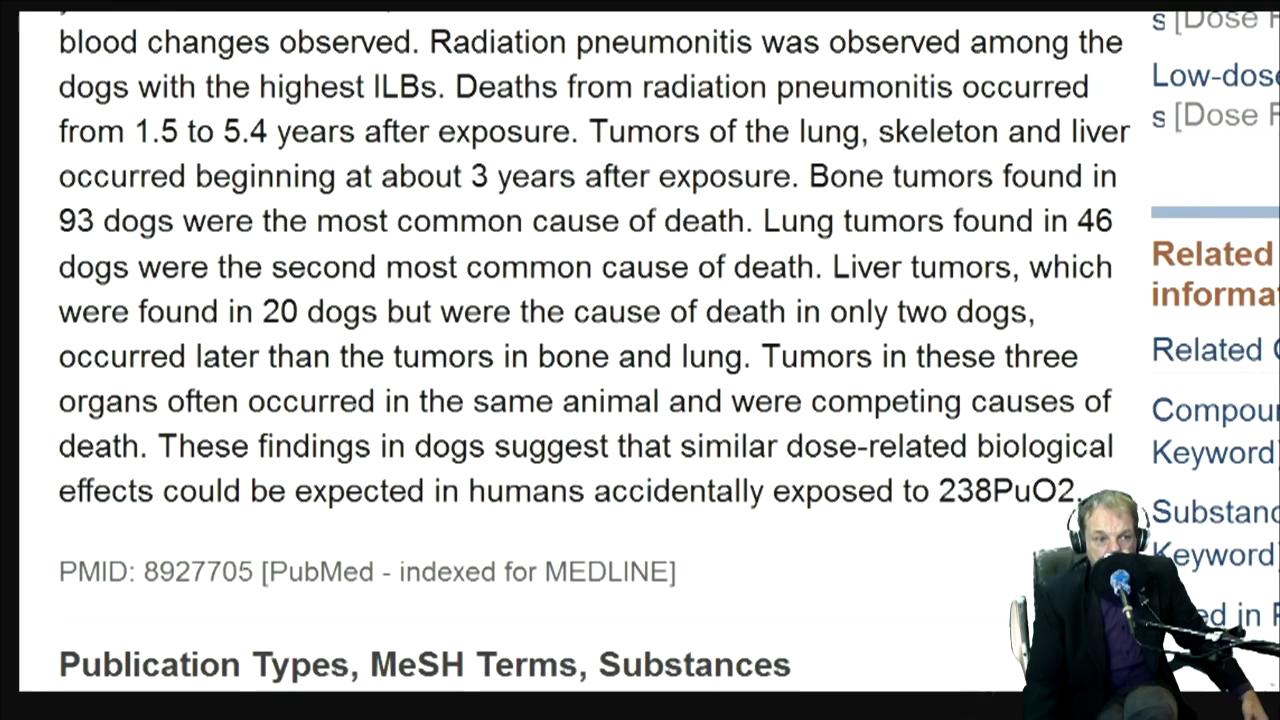 blood changes observed. Radiation pneumonitis was observed among the
dogs with the highest ILBs. Deaths from radiation pneumonitis occurred
from 1.5 to 5.4 years after exposure. Tumors of the lung, skeleton and liver
occurred beginning at about 3 years after exposure. Bone tumors found in
93 dogs were the most common cause of death. Lung tumors found in 46
dogs were the second most common cause of death. Liver tumors, which
were found in 20 dogs but were the cause of death in only two dogs,
occurred later than the tumors in bone and lung. Tumors in these three
organs often occurred in the same animal and were competing causes of
death. These findings in dogs suggest that similar dose-related biological
effects could be expected in humans accidentally exposed to 238PuO2.
PMID: 8927705 [PubMed - indexed for MEDLINE]
Publication Types, MeSH Terms, Substances
s [Dose
Low-dose
s [Dose
Related
informa
Related
Compou
Keyword
Substanc
Keyword
ed in